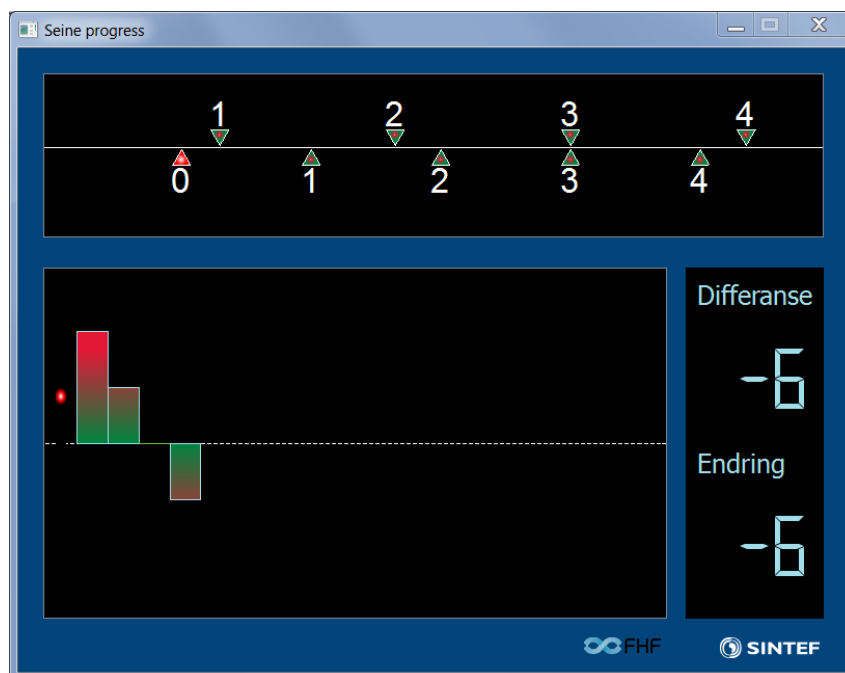 Seine progress
1 2 3 4
0 1 2 3 4
Differanse
-6
Endring
-6
FHF
SINTEF